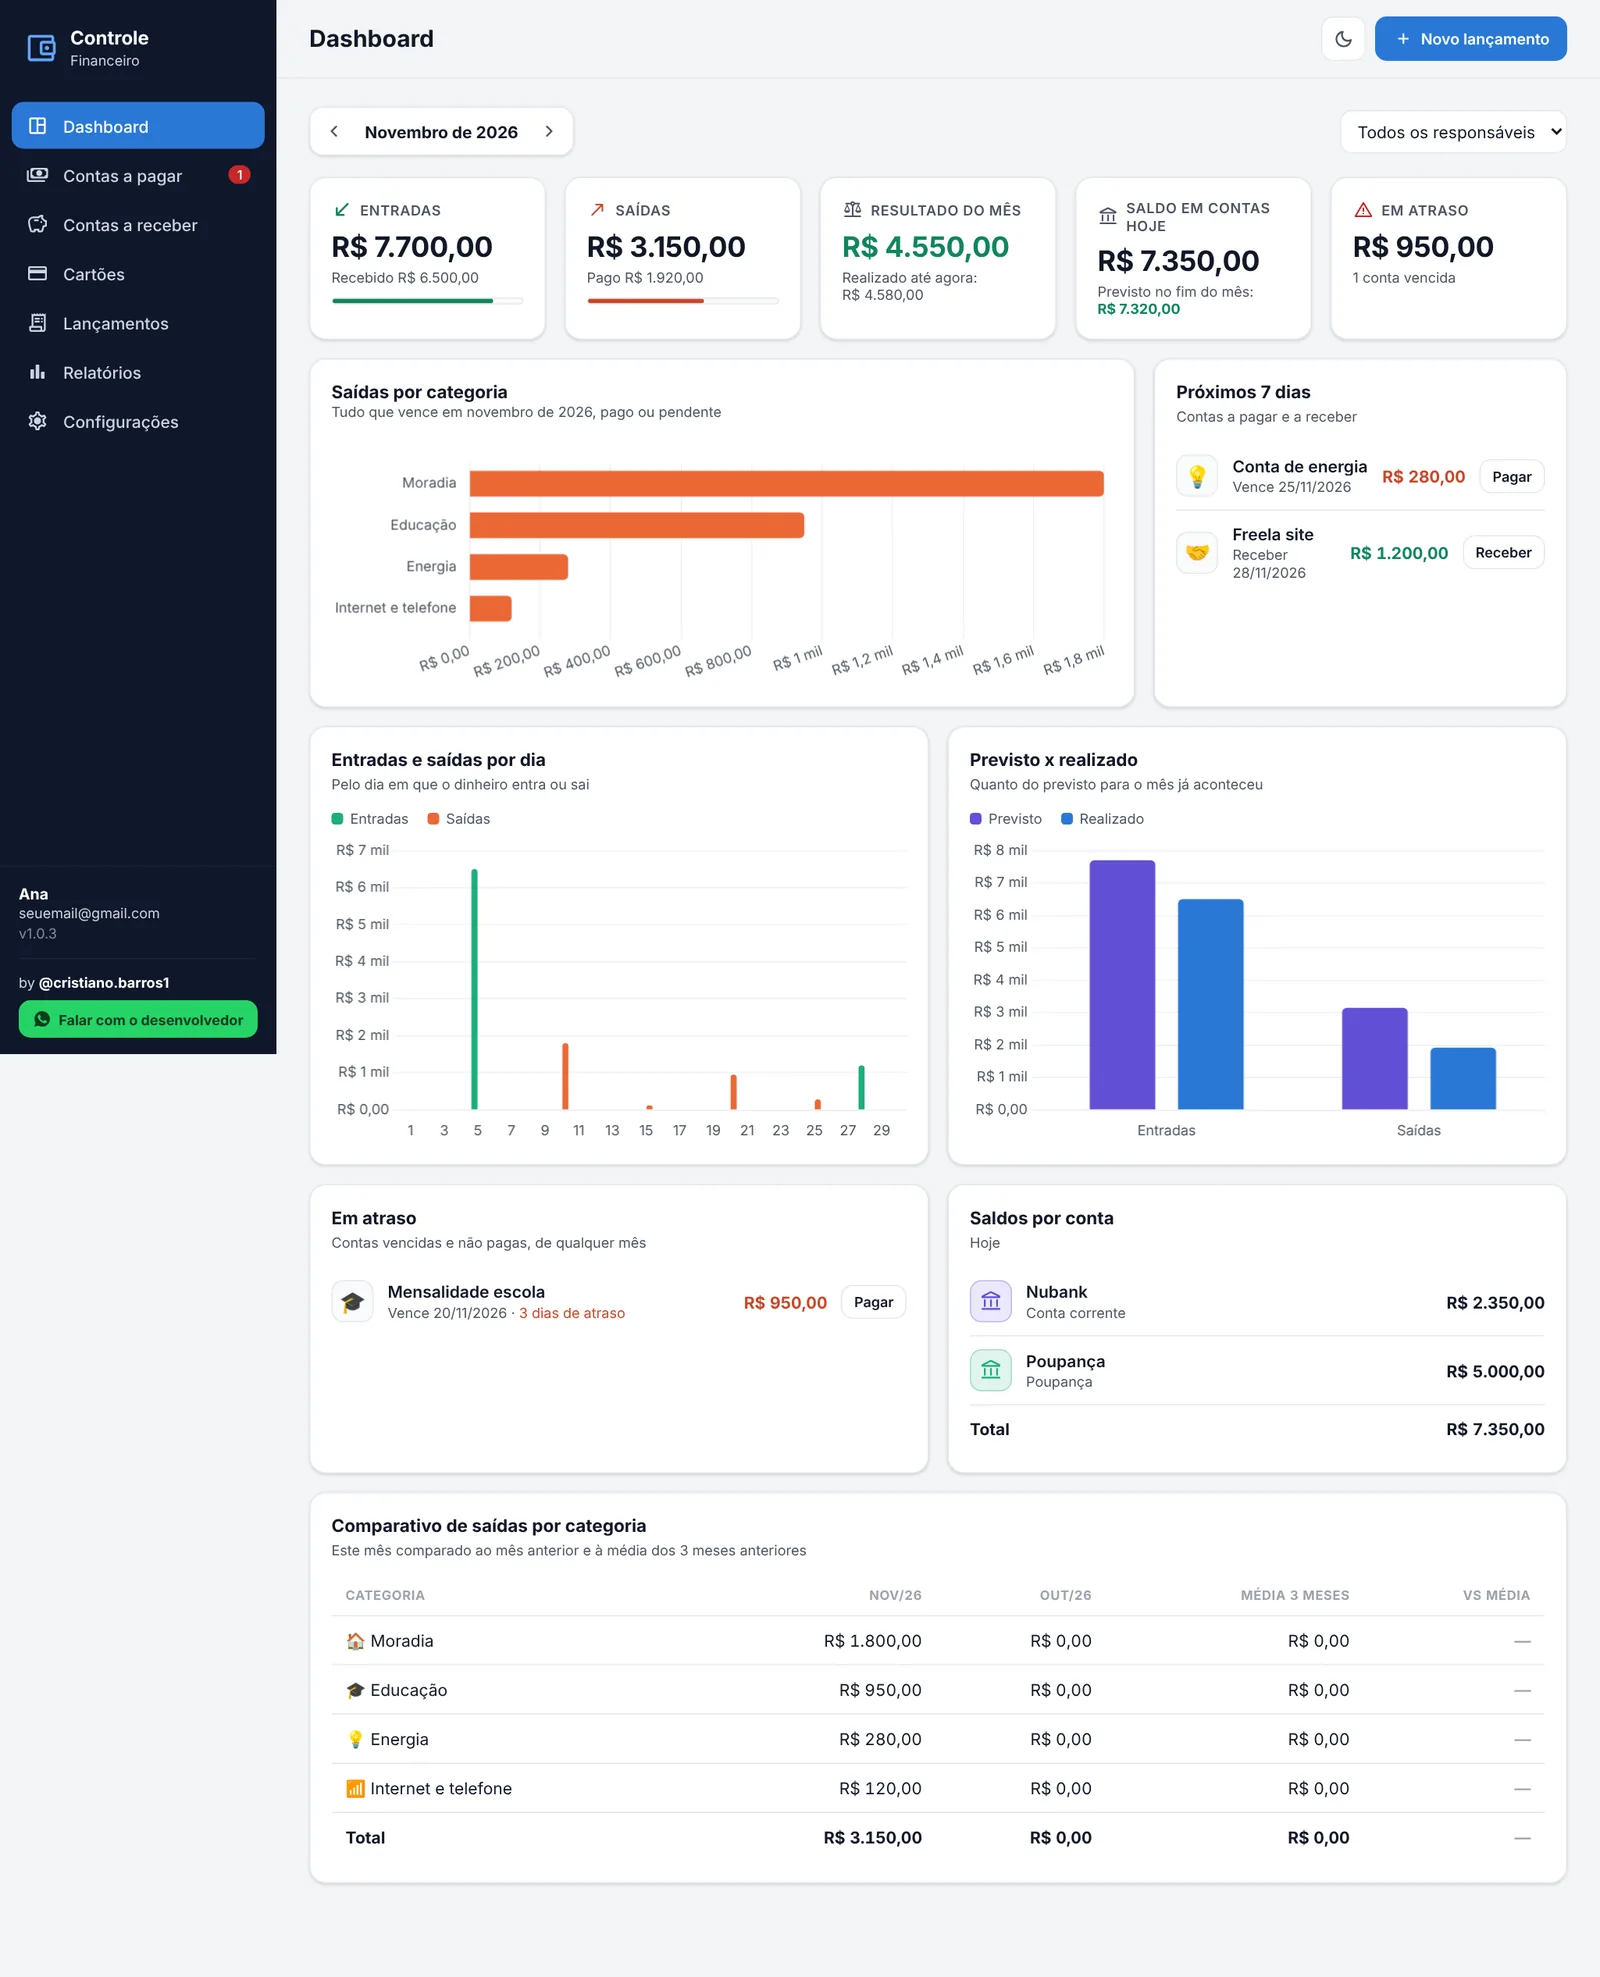 Controle
Financeiro
Dashboard
Contas a pagar
1
Contas a receber
Cartões
Lançamentos
Relatórios
Configurações
Ana
seuemail@gmail.com
v1.0.3
by @cristiano.barros1
Falar com o desenvolvedor
Dashboard
+ Novo lançamento
Novembro de 2026
Todos os responsáveis
ENTRADAS
R$ 7.700,00
Recebido R$ 6.500,00
SAÍDAS
R$ 3.150,00
Pago R$ 1.920,00
RESULTADO DO MÊS
R$ 4.550,00
Realizado até agora:
R$ 4.580,00
SALDO EM CONTAS
HOJE
R$ 7.350,00
Previsto no fim do mês:
R$ 7.320,00
EM ATRASO
R$ 950,00
1 conta vencida
Saídas por categoria
Tudo que vence em novembro de 2026, pago ou pendente
Moradia
Educação
Energia
Internet e telefone
R$ 0,00 R$ 200,00 R$ 400,00 R$ 600,00 R$ 800,00 R$ 1 mil R$ 1,2 mil R$ 1,4 mil R$ 1,6 mil R$ 1,8 mil
Próximos 7 dias
Contas a pagar e a receber
Conta de energia
Vence 25/11/2026
R$ 280,00
Pagar
Freela site
Receber
28/11/2026
R$ 1.200,00
Receber
Entradas e saídas por dia
Pelo dia em que o dinheiro entra ou sai
Entradas Saídas
R$ 7 mil
R$ 6 mil
R$ 5 mil
R$ 4 mil
R$ 3 mil
R$ 2 mil
R$ 1 mil
R$ 0,00
1 3 5 7 9 11 13 15 17 19 21 23 25 27 29
Previsto x realizado
Quanto do previsto para o mês já aconteceu
Previsto Realizado
R$ 8 mil
R$ 7 mil
R$ 6 mil
R$ 5 mil
R$ 4 mil
R$ 3 mil
R$ 2 mil
R$ 1 mil
R$ 0,00
Entradas Saídas
Em atraso
Contas vencidas e não pagas, de qualquer mês
Mensalidade escola
Vence 20/11/2026 · 3 dias de atraso
R$ 950,00
Pagar
Saldos por conta
Hoje
Nubank
Conta corrente
R$ 2.350,00
Poupança
Poupança
R$ 5.000,00
Total R$ 7.350,00
Comparativo de saídas por categoria
Este mês comparado ao mês anterior e à média dos 3 meses anteriores
CATEGORIA NOV/26 OUT/26 MÉDIA 3 MESES VS MÉDIA
Moradia R$ 1.800,00 R$ 0,00 R$ 0,00 —
Educação R$ 950,00 R$ 0,00 R$ 0,00 —
Energia R$ 280,00 R$ 0,00 R$ 0,00 —
Internet e telefone R$ 120,00 R$ 0,00 R$ 0,00 —
Total R$ 3.150,00 R$ 0,00 R$ 0,00 —